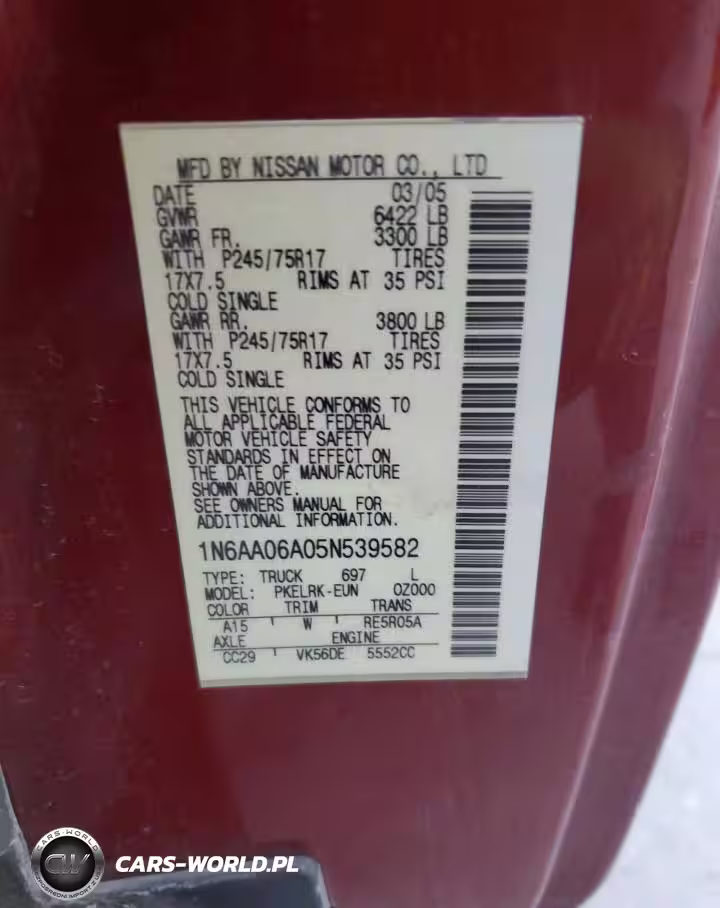 MFD BY NISSAN MOTOR CO., LTD
DATE 03/05
GVWR 6422 LB
GAWR FR. 3300 LB
WITH P245/75R17 TIRES
17X7.5 RIMS AT 35 PSI
COLD SINGLE
GAWR RR. 3800 LB
WITH P245/75R17 TIRES
17X7.5 RIMS AT 35 PSI
COLD SINGLE
THIS VEHICLE CONFORMS TO
ALL APPLICABLE FEDERAL
MOTOR VEHICLE SAFETY
STANDARDS IN EFFECT ON
THE DATE OF MANUFACTURE
SHOWN ABOVE.
SEE OWNERS MANUAL FOR
ADDITIONAL INFORMATION.
1N6AA06A05N539582
TYPE: TRUCK 697 L
MODEL: PKELRK-EUN 0Z000
COLOR TRIM TRANS
A15 W RE5R05A
AXLE ENGINE
CC29 VK56DE 5552CC
CARS-WORLD
CW
CARS-WORLD.PL